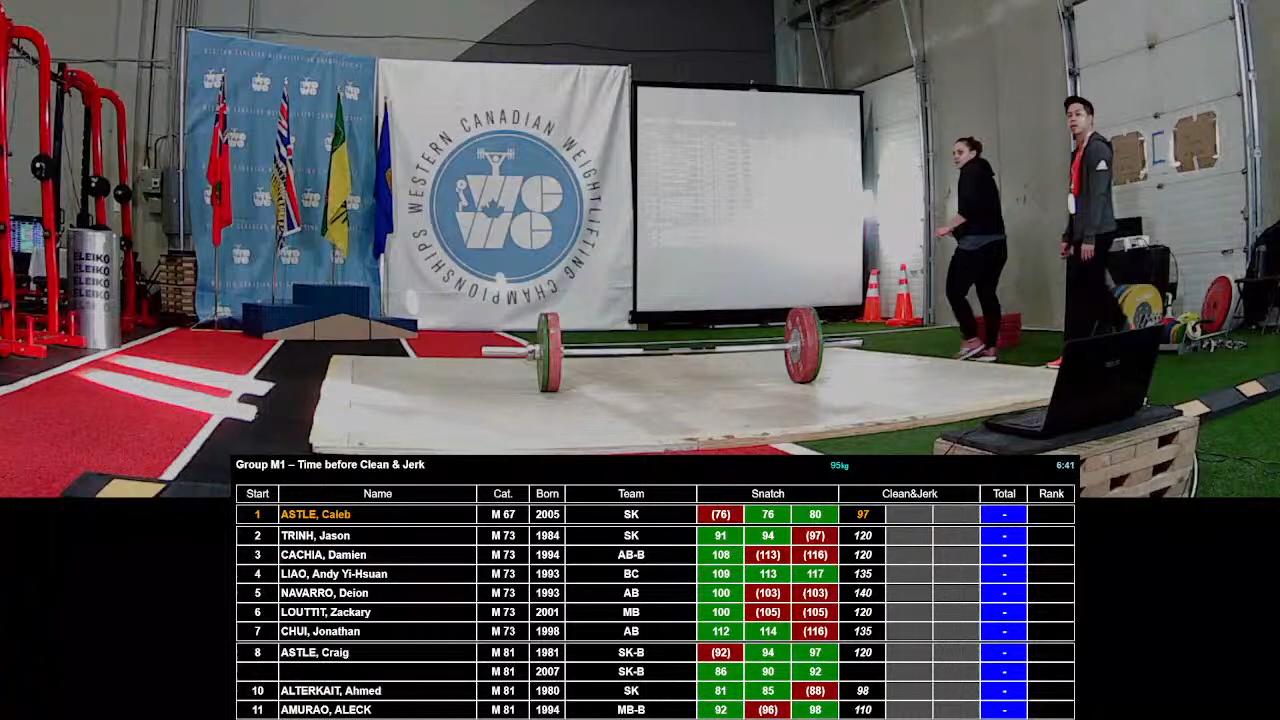 WESTERN CANADIAN WEIGHTLIFTING CHAMPIONSHIPS
WC
WC
ELEIKO
ELEIKO
ELEIKO
ELEIKO
Group M1 – Time before Clean & Jerk 95kg 6:41
Start Name Cat. Born Team Snatch Clean&Jerk Total Rank
1 ASTLE, Caleb M 67 2005 SK (76) 76 80 97 -
2 TRINH, Jason M 73 1984 SK 91 94 (97) 120 -
3 CACHIA, Damien M 73 1994 AB-B 108 (113) (116) 120 -
4 LIAO, Andy Yi-Hsuan M 73 1993 BC 109 113 117 135 -
5 NAVARRO, Deion M 73 1993 AB 100 (103) (103) 140 -
6 LOUTTIT, Zackary M 73 2001 MB 100 (105) (105) 120 -
7 CHUI, Jonathan M 73 1998 AB 112 114 (116) 135 -
8 ASTLE, Craig M 81 1981 SK-B (92) 94 97 120 -
M 81 2007 SK-B 86 90 92 -
10 ALTERKAIT, Ahmed M 81 1980 SK 81 85 (88) 98 -
11 AMURAO, ALECK M 81 1994 MB-B 92 (96) 98 110 -